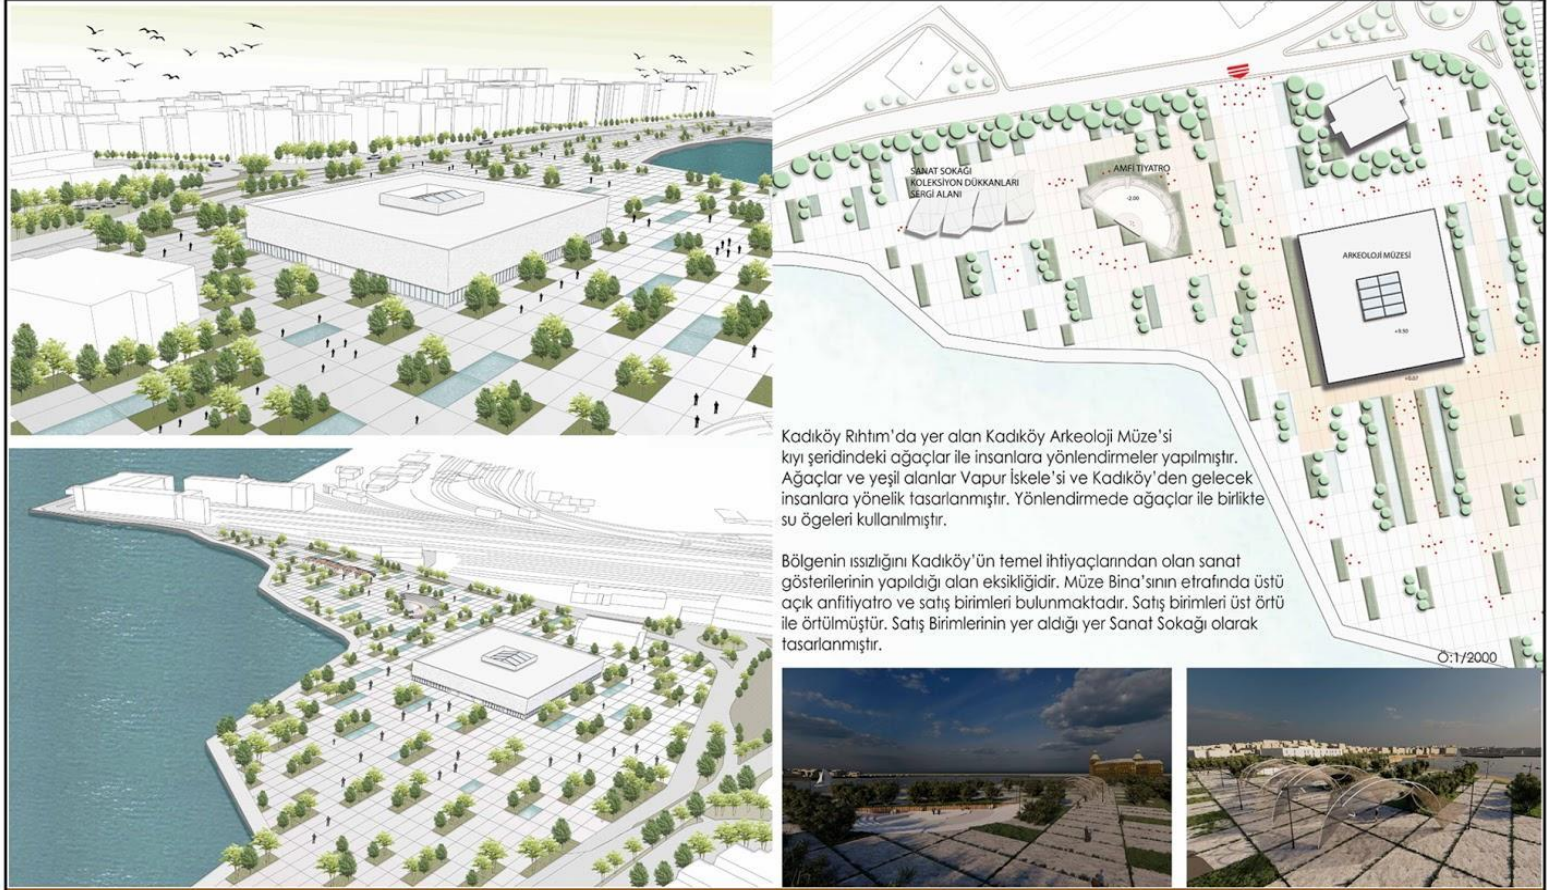 SANAT SOKAĞI
KOLEKSİYON DÜKKANLARI
SERGİ ALANI
AMFİ TİYATRO
-2.00
ARKEOLOJİ MÜZESİ
+9.50
+0.07
Kadıköy Rıhtım'da yer alan Kadıköy Arkeoloji Müze'si
kıyı şeridindeki ağaçlar ile insanlara yönlendirmeler yapılmıştır.
Ağaçlar ve yeşil alanlar Vapur İskele'si ve Kadıköy'den gelecek
insanlara yönelik tasarlanmıştır. Yönlendirmede ağaçlar ile birlikte
su ögeleri kullanılmıştır.
Bölgenin ıssızlığını Kadıköy'ün temel ihtiyaçlarından olan sanat
gösterilerinin yapıldığı alan eksikliğidir. Müze Bina'sının etrafında üstü
açık anfitiyatro ve satış birimleri bulunmaktadır. Satış birimleri üst örtü
ile örtülmüştür. Satış Birimlerinin yer aldığı yer Sanat Sokağı olarak
tasarlanmıştır.
Ö:1/2000